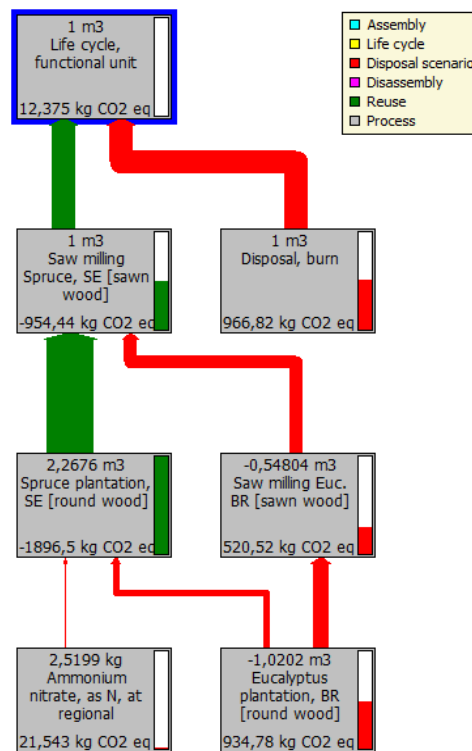 1 m3
Life cycle,
functional unit
12,375 kg CO2 eq
Assembly
Life cycle
Disposal scenario
Disassembly
Reuse
Process
1 m3
Saw milling
Spruce, SE [sawn
wood]
-954,44 kg CO2 eq
1 m3
Disposal, burn
966,82 kg CO2 eq
2,2676 m3
Spruce plantation,
SE [round wood]
-1896,5 kg CO2 eq
-0,54804 m3
Saw milling Euc.
BR [sawn wood]
520,52 kg CO2 eq
2,5199 kg
Ammonium
nitrate, as N, at
regional
21,543 kg CO2 eq
-1,0202 m3
Eucalyptus
plantation, BR
[round wood]
934,78 kg CO2 eq